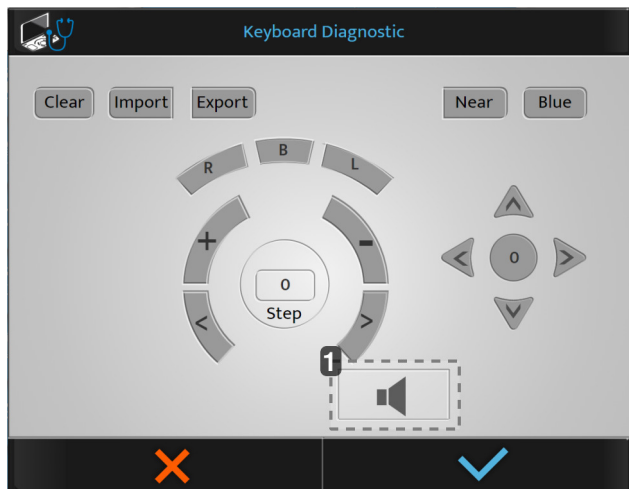 Keyboard Diagnostic
Clear Import Export Near Blue
R B L
+ -
0
Step
< >
0
1